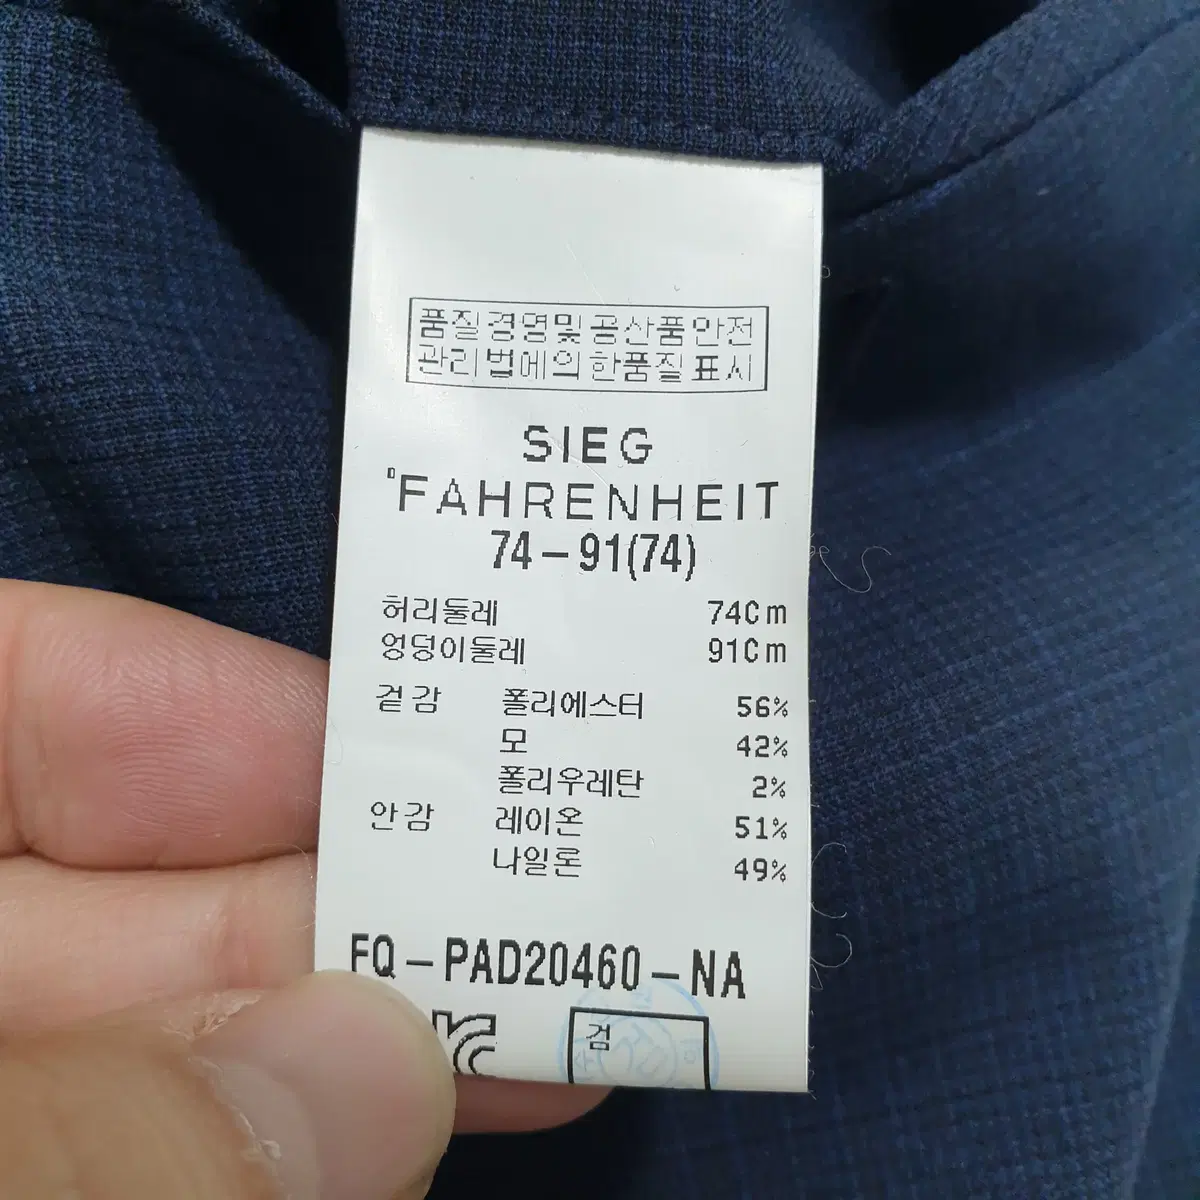 품질경영및공산품안전
관리법에의한품질표시
SIEG
°FAHRENHEIT
74-91(74)
허리둘레 74Cm
엉덩이둘레 91Cm
겉감 폴리에스터 56%
모 42%
폴리우레탄 2%
안감 레이온 51%
나일론 49%
FQ-PAD20460-NA
검